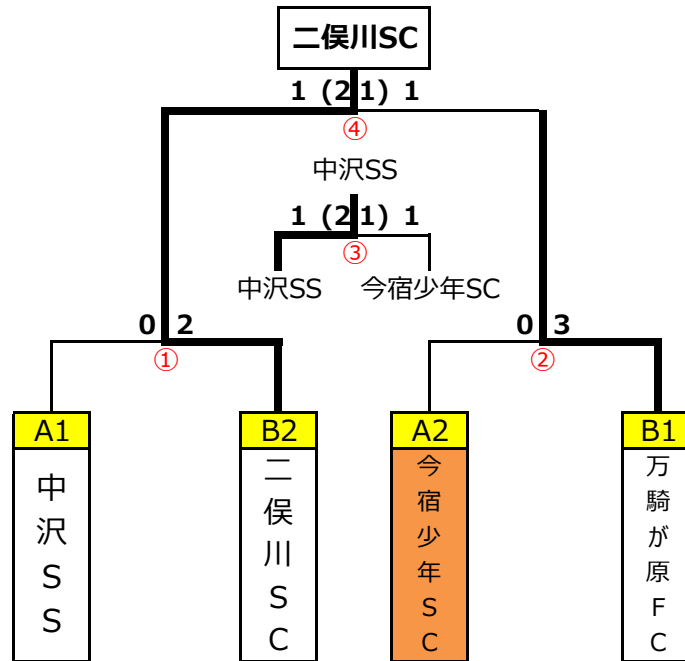 二俣川SC
1 (2 1) 1
④
中沢SS
1 (2 1) 1
③
中沢SS 今宿少年SC
0 2 0 3
① ②
A1 B2 A2 B1
中沢SS
二俣川SC
今宿少年SC
万騎が原FC